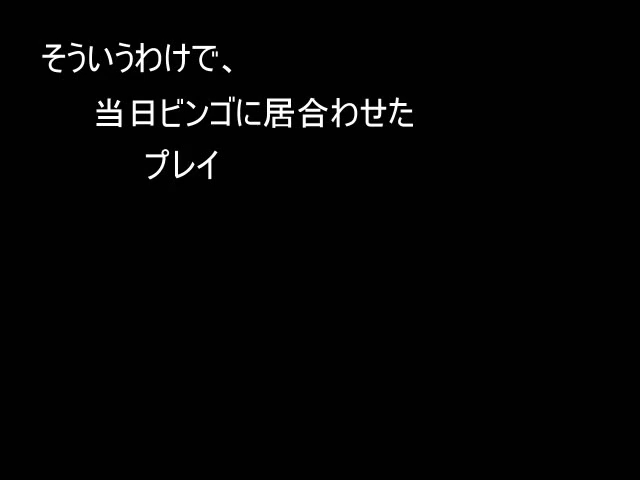 そういうわけで、
当日ビンゴに居合わせた
プレイ